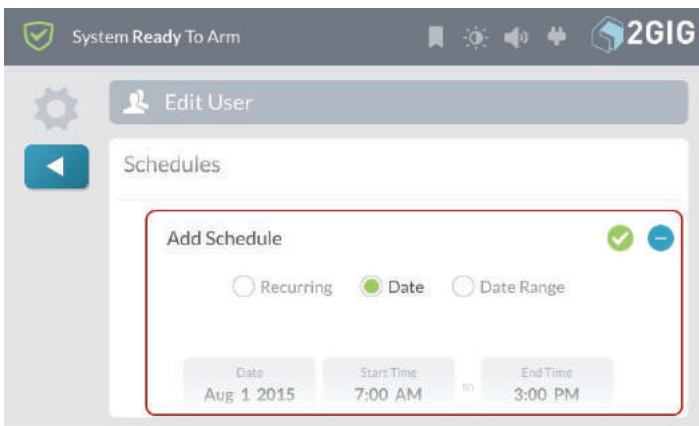 System Ready To Arm
2GIG
Edit User
Schedules
Add Schedule
Recurring Date Date Range
Date Start Time End Time
Aug 1 2015 7:00 AM to 3:00 PM